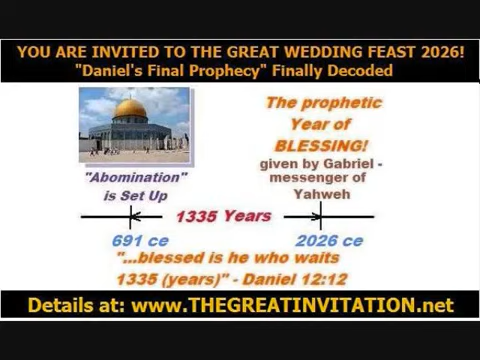 YOU ARE INVITED TO THE GREAT WEDDING FEAST 2026!
"Daniel's Final Prophecy" Finally Decoded
The prophetic
Year of
BLESSING!
given by Gabriel -
messenger of
Yahweh
"Abomination"
is Set Up
1335 Years
691 ce
2026 ce
"...blessed is he who waits
1335 (years)" - Daniel 12:12
Details at: www.THEGREATINVITATION.net